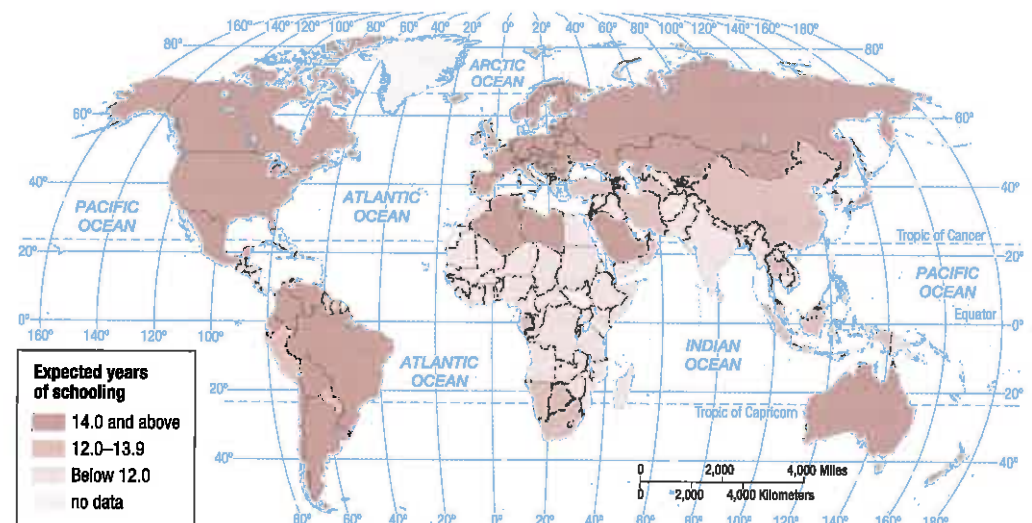 160° 140° 120° 100° 80° 60° 40° 20° 0° 20° 40° 60° 80° 100° 120° 140° 160°
80° 80°
ARCTIC
OCEAN
60° 60°
40° 40°
ATLANTIC
OCEAN
PACIFIC
OCEAN
Tropic of Cancer
20° 20°
PACIFIC
OCEAN
Equator
0° 0°
160° 140° 120° 100°
ATLANTIC
OCEAN
INDIAN
OCEAN
20° 20°
Tropic of Capricorn
40° 40°
Expected years
of schooling
14.0 and above
12.0–13.9
Below 12.0
no data
0 2,000 4,000 Miles
0 2,000 4,000 Kilometers
80° 60° 40° 20° 0° 20° 40° 60° 80° 100° 120° 140° 160° 180°